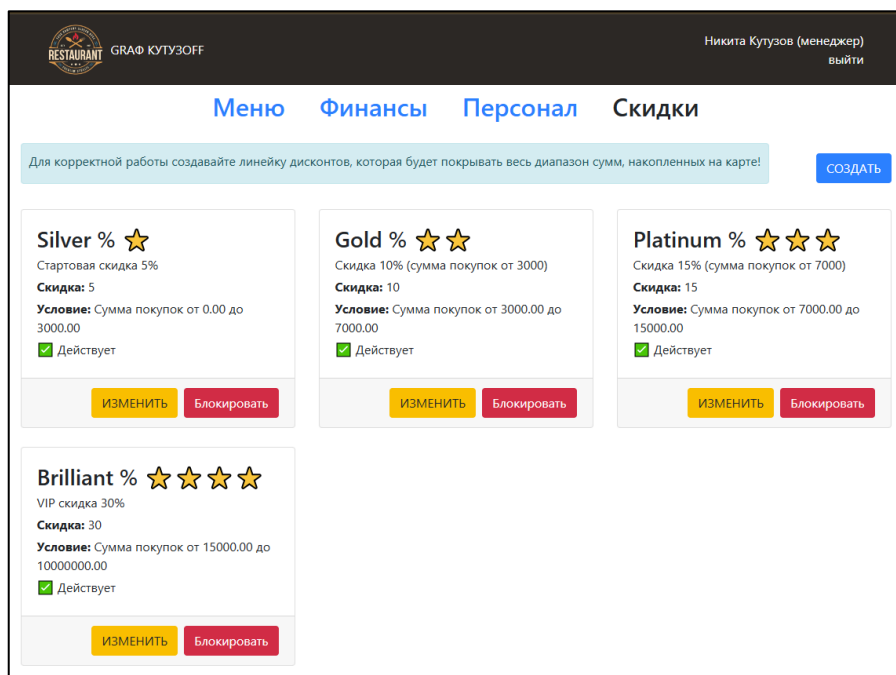 RESTAURANT
GRAФ КУТУЗOFF
Никита Кутузов (менеджер)
выйти
Меню Финансы Персонал Скидки
Для корректной работы создавайте линейку дисконтов, которая будет покрывать весь диапазон сумм, накопленных на карте!
СОЗДАТЬ
Silver %
Стартовая скидка 5%
Скидка: 5
Условие: Сумма покупок от 0.00 до
3000.00
Действует
ИЗМЕНИТЬ Блокировать
Gold %
Скидка 10% (сумма покупок от 3000)
Скидка: 10
Условие: Сумма покупок от 3000.00 до
7000.00
Действует
ИЗМЕНИТЬ Блокировать
Platinum %
Скидка 15% (сумма покупок от 7000)
Скидка: 15
Условие: Сумма покупок от 7000.00 до
15000.00
Действует
ИЗМЕНИТЬ Блокировать
Brilliant %
VIP скидка 30%
Скидка: 30
Условие: Сумма покупок от 15000.00 до
10000000.00
Действует
ИЗМЕНИТЬ Блокировать